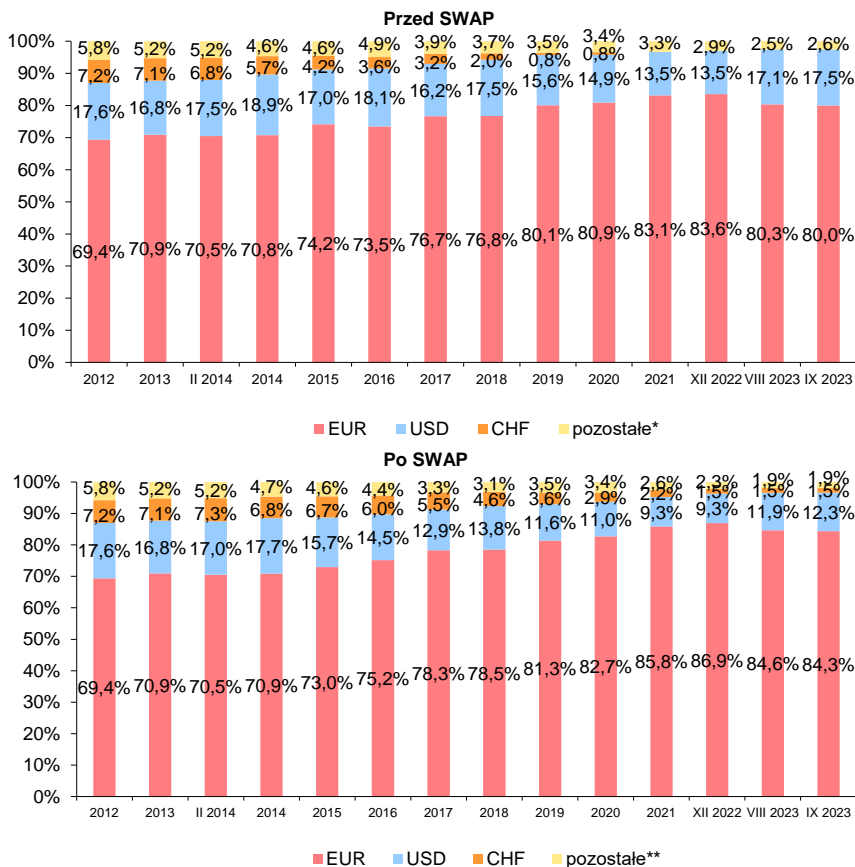 Przed SWAP
100%
90%
80%
70%
60%
50%
40%
30%
20%
10%
0%
5,8% 5,2% 5,2% 4,6% 4,6% 4,9% 3,9% 3,7% 3,5% 3,4% 3,3% 2,9% 2,5% 2,6%
7,2% 7,1% 6,8% 5,7% 4,2% 3,6% 3,2% 2,0% 0,8% 0,8%
17,6% 16,8% 17,5% 18,9% 17,0% 18,1% 16,2% 17,5% 15,6% 14,9% 13,5% 13,5% 17,1% 17,5%
69,4% 70,9% 70,5% 70,8% 74,2% 73,5% 76,7% 76,8% 80,1% 80,9% 83,1% 83,6% 80,3% 80,0%
2012 2013 II 2014 2014 2015 2016 2017 2018 2019 2020 2021 XII 2022 VIII 2023 IX 2023
EUR USD CHF pozostałe*
Po SWAP
100%
90%
80%
70%
60%
50%
40%
30%
20%
10%
0%
5,8% 5,2% 5,2% 4,7% 4,6% 4,4% 3,3% 3,1% 3,5% 3,4% 2,6% 2,3% 1,9% 1,9%
7,2% 7,1% 7,3% 6,8% 6,7% 6,0% 5,5% 4,6% 3,6% 2,9% 2,2% 1,5% 1,5% 1,5%
17,6% 16,8% 17,0% 17,7% 15,7% 14,5% 12,9% 13,8% 11,6% 11,0% 9,3% 9,3% 11,9% 12,3%
69,4% 70,9% 70,5% 70,9% 73,0% 75,2% 78,3% 78,5% 81,3% 82,7% 85,8% 86,9% 84,6% 84,3%
2012 2013 II 2014 2014 2015 2016 2017 2018 2019 2020 2021 XII 2022 VIII 2023 IX 2023
EUR USD CHF pozostałe**